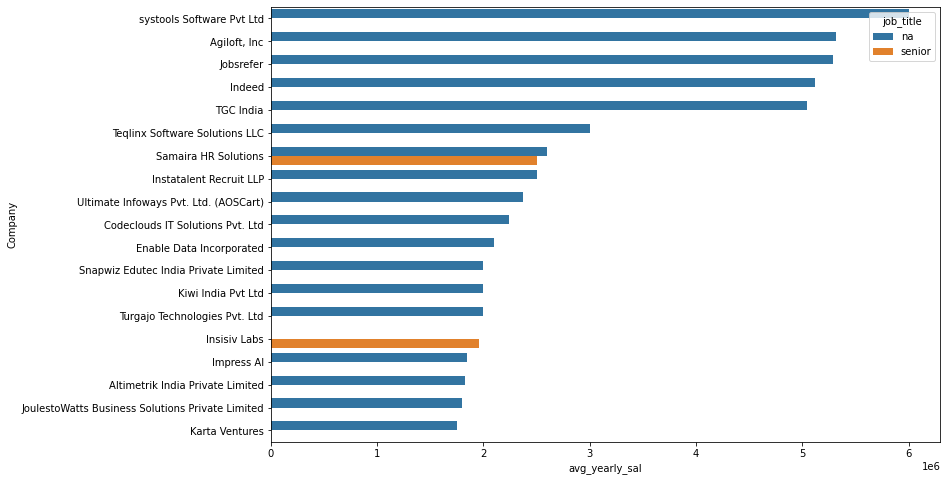 systools Software Pvt Ltd
Agiloft, Inc
Jobsrefer
Indeed
TGC India
Teqlinx Software Solutions LLC
Samaira HR Solutions
Instatalent Recruit LLP
Ultimate Infoways Pvt. Ltd. (AOSCart)
Codeclouds IT Solutions Pvt. Ltd
Enable Data Incorporated
Snapwiz Edutec India Private Limited
Kiwi India Pvt Ltd
Turgajo Technologies Pvt. Ltd
Insisiv Labs
Impress AI
Altimetrik India Private Limited
JoulestoWatts Business Solutions Private Limited
Karta Ventures
Company
job_title
na
senior
0 1 2 3 4 5 6
1e6
avg_yearly_sal